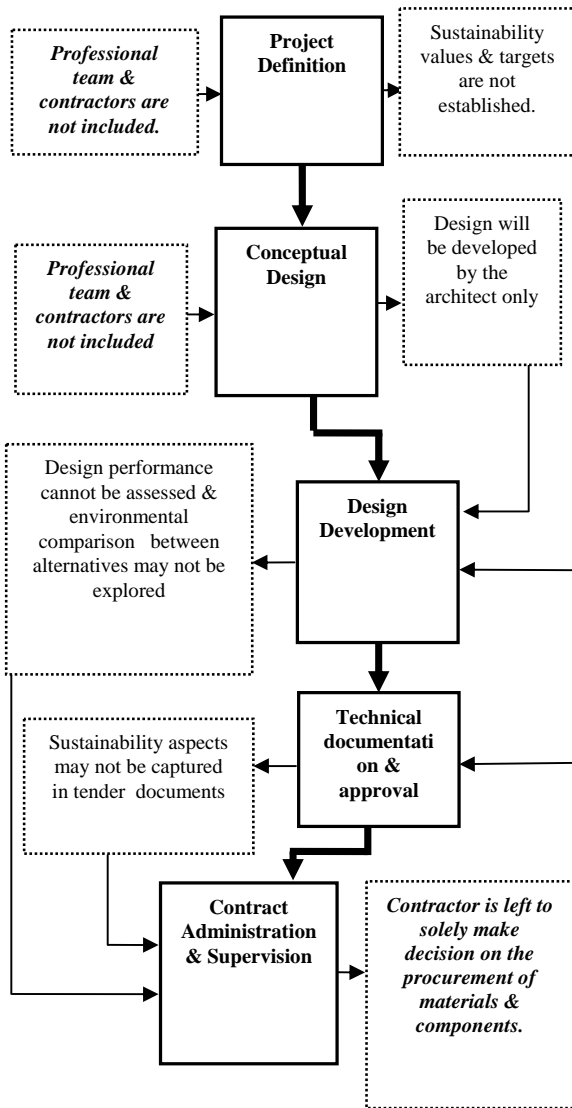 Project
Definition
Professional
team &
contractors are
not included.
Sustainability
values & targets
are not
established.
Conceptual
Design
Professional
team &
contractors are
not included
Design will
be developed
by the
architect only
Design performance
cannot be assessed &
environmental
comparison between
alternatives may not be
explored
Design
Development
Technical
documentati
on &
approval
Sustainability aspects
may not be captured
in tender documents
Contract
Administration
& Supervision
Contractor is left to
solely make
decision on the
procurement of
materials &
components.